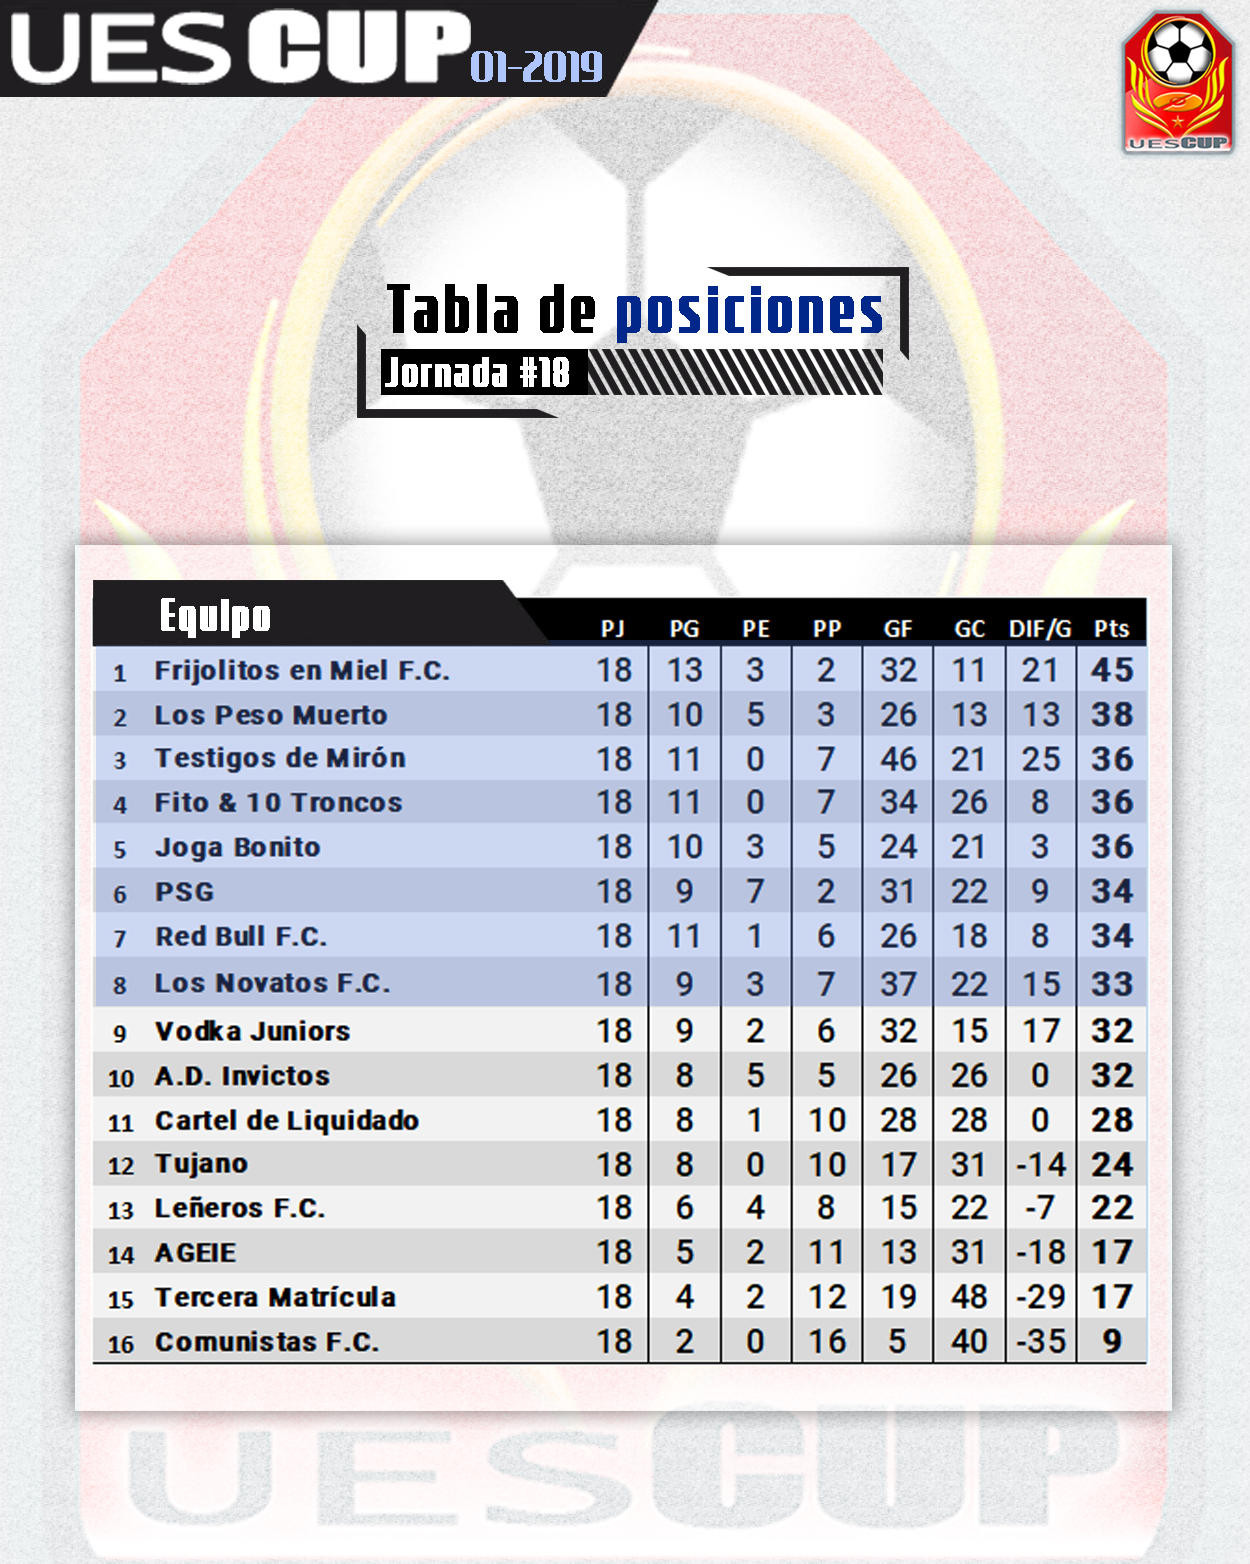 UES CUP 01-2019
UESCUP
Tabla de posiciones
Jornada #18
Equipo PJ PG PE PP GF GC DIF/G Pts
1 Frijolitos en Miel F.C. 18 13 3 2 32 11 21 45
2 Los Peso Muerto 18 10 5 3 26 13 13 38
3 Testigos de Mirón 18 11 0 7 46 21 25 36
4 Fito & 10 Troncos 18 11 0 7 34 26 8 36
5 Joga Bonito 18 10 3 5 24 21 3 36
6 PSG 18 9 7 2 31 22 9 34
7 Red Bull F.C. 18 11 1 6 26 18 8 34
8 Los Novatos F.C. 18 9 3 7 37 22 15 33
9 Vodka Juniors 18 9 2 6 32 15 17 32
10 A.D. Invictos 18 8 5 5 26 26 0 32
11 Cartel de Liquidado 18 8 1 10 28 28 0 28
12 Tujano 18 8 0 10 17 31 -14 24
13 Leñeros F.C. 18 6 4 8 15 22 -7 22
14 AGEIE 18 5 2 11 13 31 -18 17
15 Tercera Matrícula 18 4 2 12 19 48 -29 17
16 Comunistas F.C. 18 2 0 16 5 40 -35 9
UESCUP